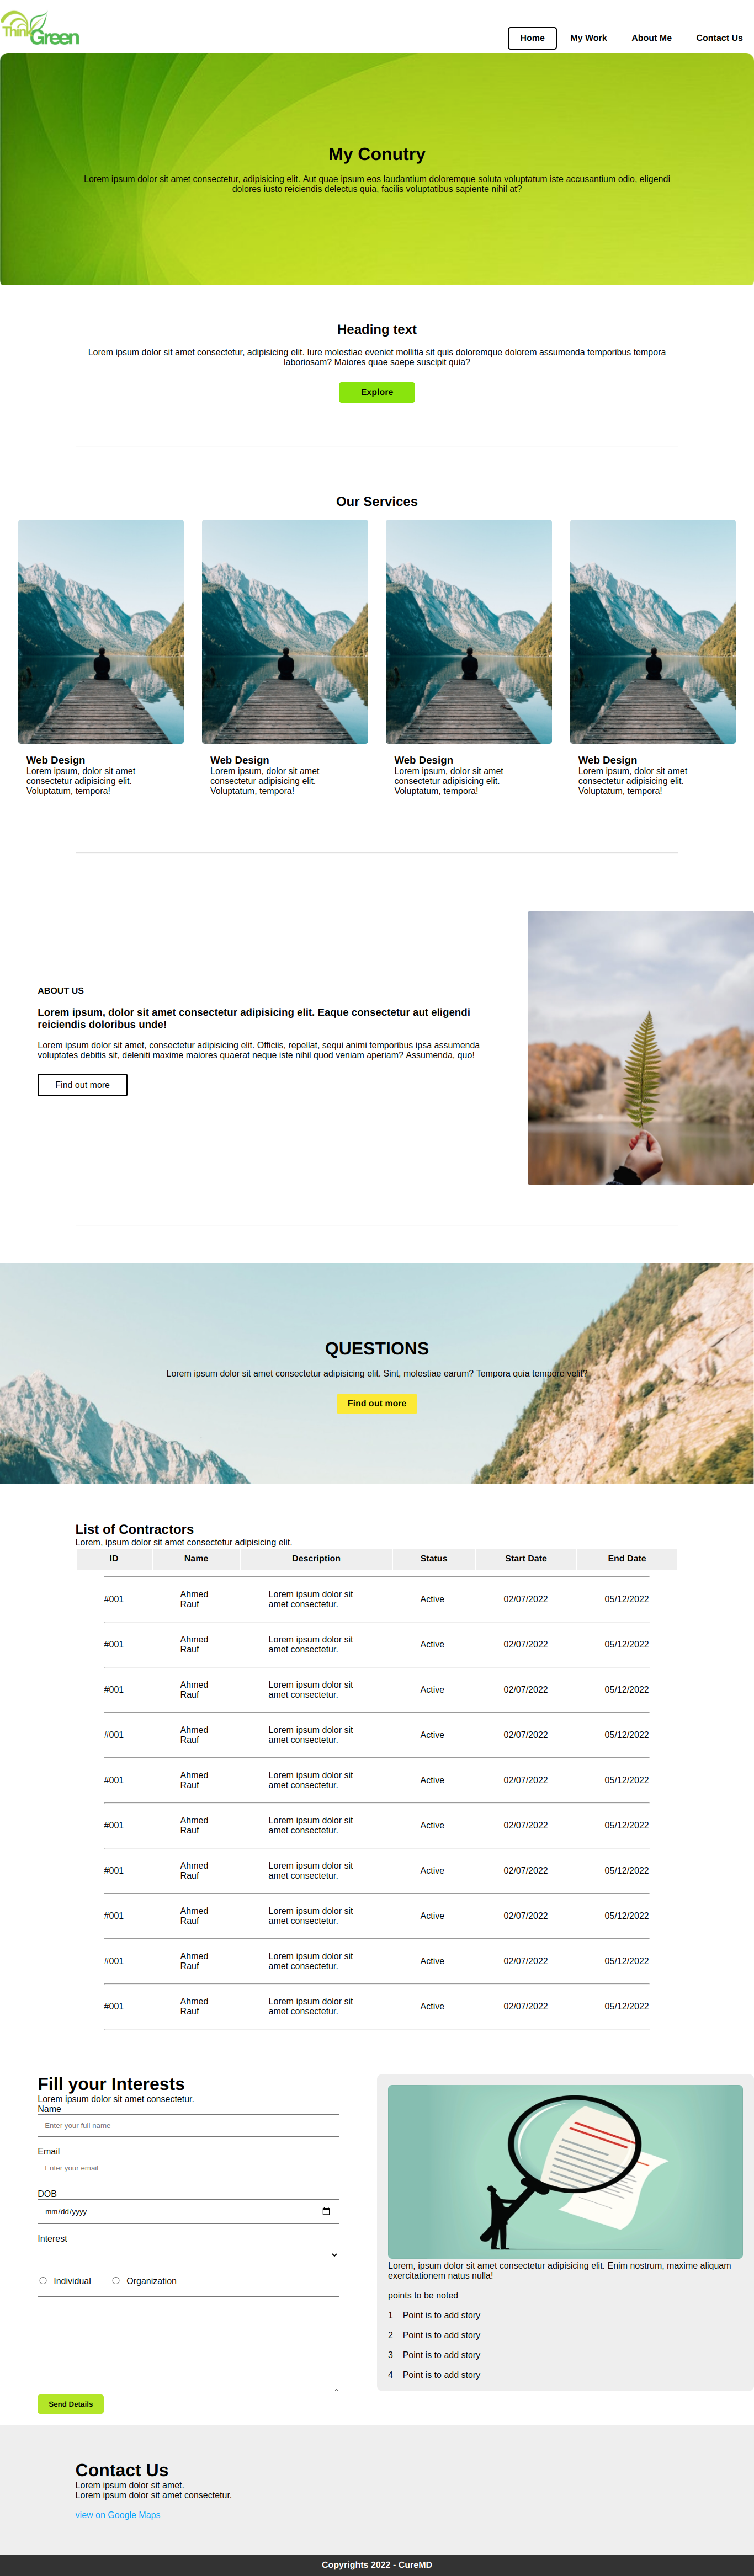 Think
Green
Home My Work About Me Contact Us
My Conutry
Lorem ipsum dolor sit amet consectetur, adipisicing elit. Aut quae ipsum eos laudantium doloremque soluta voluptatum iste accusantium odio, eligendi
dolores iusto reiciendis delectus quia, facilis voluptatibus sapiente nihil at?
Heading text
Lorem ipsum dolor sit amet consectetur, adipisicing elit. Iure molestiae eveniet mollitia sit quis doloremque dolorem assumenda temporibus tempora
laboriosam? Maiores quae saepe suscipit quia?
Explore
Our Services
Web Design
Lorem ipsum, dolor sit amet
consectetur adipisicing elit.
Voluptatum, tempora!
Web Design
Lorem ipsum, dolor sit amet
consectetur adipisicing elit.
Voluptatum, tempora!
Web Design
Lorem ipsum, dolor sit amet
consectetur adipisicing elit.
Voluptatum, tempora!
Web Design
Lorem ipsum, dolor sit amet
consectetur adipisicing elit.
Voluptatum, tempora!
ABOUT US
Lorem ipsum, dolor sit amet consectetur adipisicing elit. Eaque consectetur aut eligendi
reiciendis doloribus unde!
Lorem ipsum dolor sit amet, consectetur adipisicing elit. Officiis, repellat, sequi animi temporibus ipsa assumenda
voluptates debitis sit, deleniti maxime maiores quaerat neque iste nihil quod veniam aperiam? Assumenda, quo!
Find out more
QUESTIONS
Lorem ipsum dolor sit amet consectetur adipisicing elit. Sint, molestiae earum? Tempora quia tempore velit?
Find out more
List of Contractors
Lorem, ipsum dolor sit amet consectetur adipisicing elit.
ID Name Description Status Start Date End Date
#001 Ahmed Rauf Lorem ipsum dolor sit amet consectetur. Active 02/07/2022 05/12/2022
#001 Ahmed Rauf Lorem ipsum dolor sit amet consectetur. Active 02/07/2022 05/12/2022
#001 Ahmed Rauf Lorem ipsum dolor sit amet consectetur. Active 02/07/2022 05/12/2022
#001 Ahmed Rauf Lorem ipsum dolor sit amet consectetur. Active 02/07/2022 05/12/2022
#001 Ahmed Rauf Lorem ipsum dolor sit amet consectetur. Active 02/07/2022 05/12/2022
#001 Ahmed Rauf Lorem ipsum dolor sit amet consectetur. Active 02/07/2022 05/12/2022
#001 Ahmed Rauf Lorem ipsum dolor sit amet consectetur. Active 02/07/2022 05/12/2022
#001 Ahmed Rauf Lorem ipsum dolor sit amet consectetur. Active 02/07/2022 05/12/2022
#001 Ahmed Rauf Lorem ipsum dolor sit amet consectetur. Active 02/07/2022 05/12/2022
#001 Ahmed Rauf Lorem ipsum dolor sit amet consectetur. Active 02/07/2022 05/12/2022
Fill your Interests
Lorem ipsum dolor sit amet consectetur.
Name
Enter your full name
Email
Enter your email
DOB
mm/dd/yyyy
Interest
Individual Organization
Send Details
Lorem, ipsum dolor sit amet consectetur adipisicing elit. Enim nostrum, maxime aliquam
exercitationem natus nulla!
points to be noted
1 Point is to add story
2 Point is to add story
3 Point is to add story
4 Point is to add story
Contact Us
Lorem ipsum dolor sit amet.
Lorem ipsum dolor sit amet consectetur.
view on Google Maps
Copyrights 2022 - CureMD